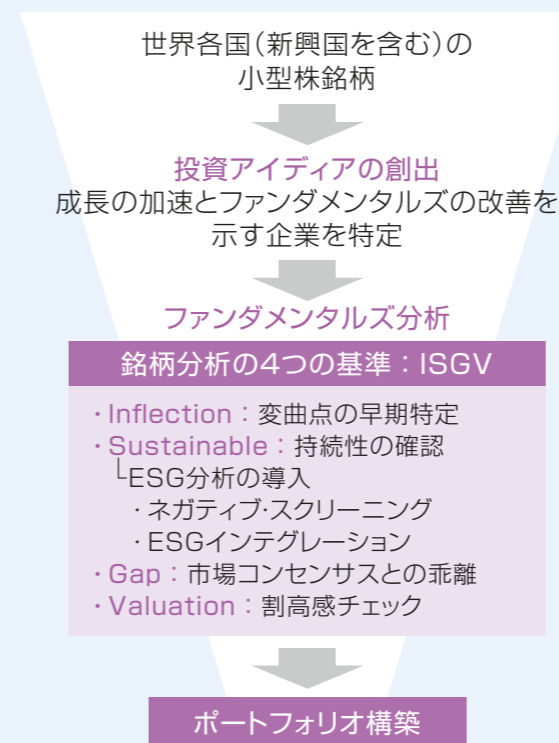 世界各国（新興国を含む）の
小型株銘柄
投資アイディアの創出
成長の加速とファンダメンタルズの改善を
示す企業を特定
ファンダメンタルズ分析
銘柄分析の4つの基準：ISGV
・Inflection：変曲点の早期特定
・Sustainable：持続性の確認
└ESG分析の導入
・ネガティブ・スクリーニング
・ESGインテグレーション
・Gap：市場コンセンサスとの乖離
・Valuation：割高感チェック
ポートフォリオ構築